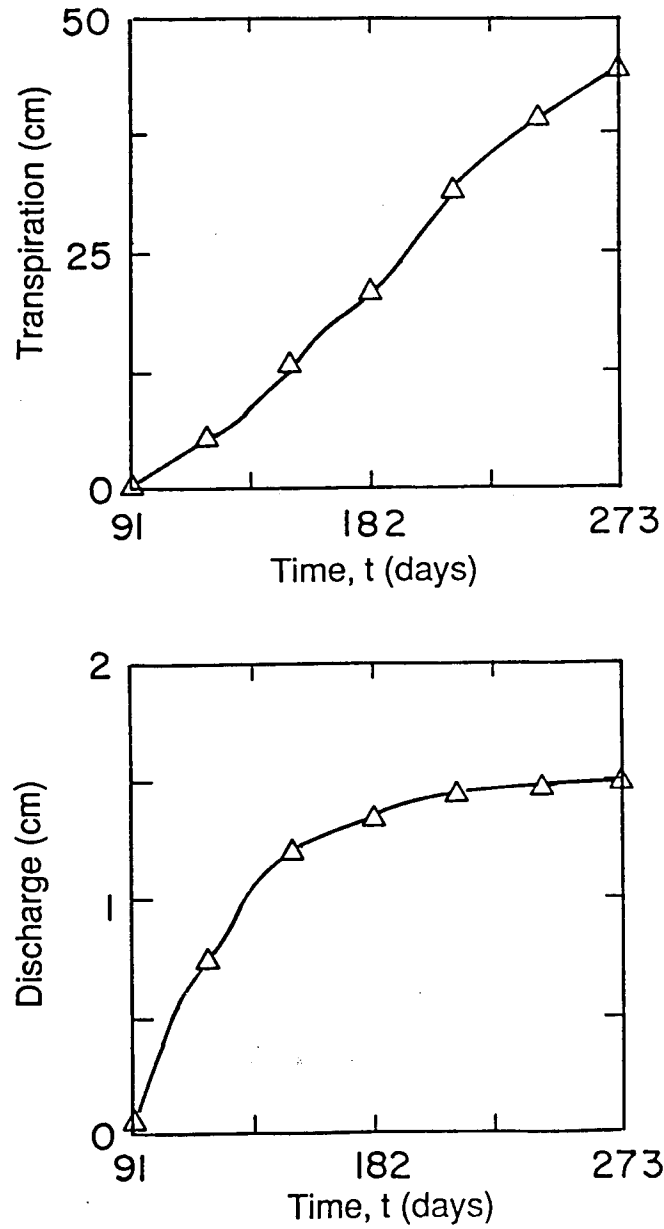 50
25
0
Transpiration (cm)
91 182 273
Time, t (days)
2
1
0
Discharge (cm)
91 182 273
Time, t (days)